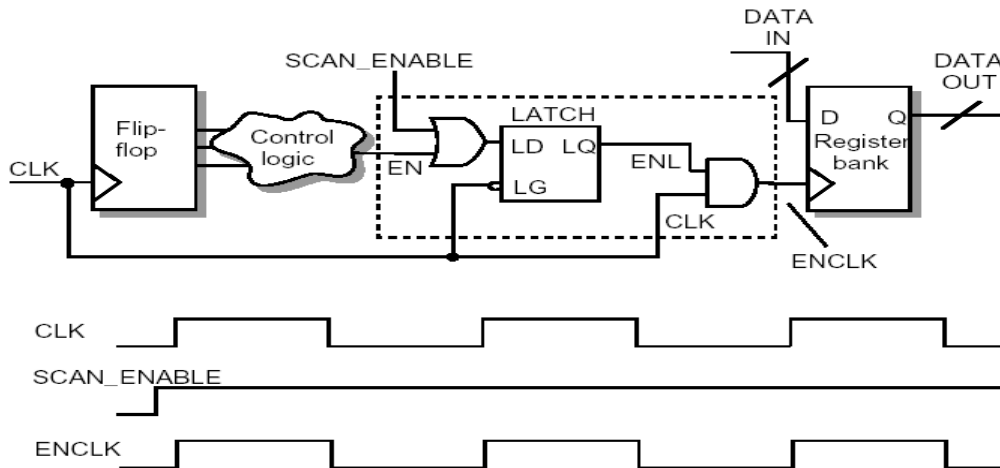 DATA
IN
DATA
OUT
SCAN_ENABLE
LATCH
Flip-
flop
Control
logic
D
Q
Register
bank
LD
LQ
EN
ENL
CLK
LG
CLK
ENCLK
CLK
SCAN_ENABLE
ENCLK